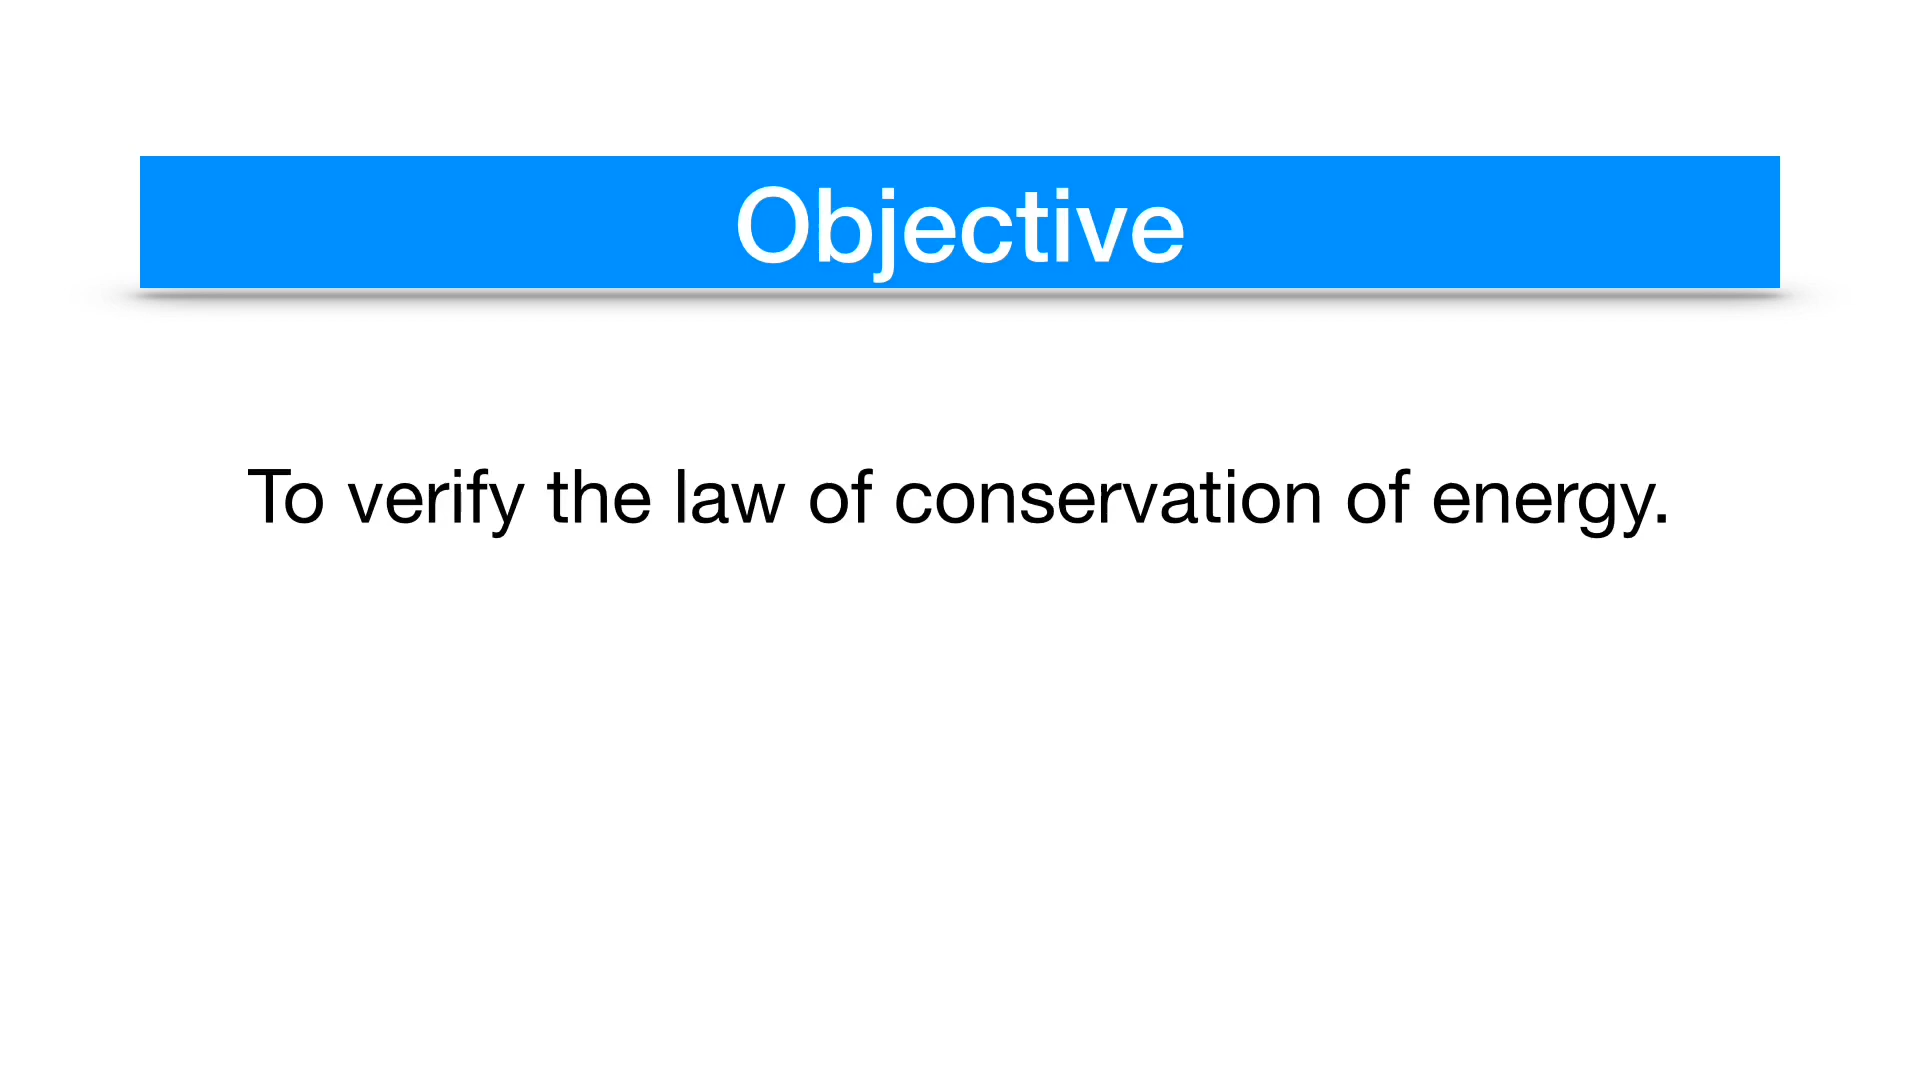 Objective
To verify the law of conservation of energy.